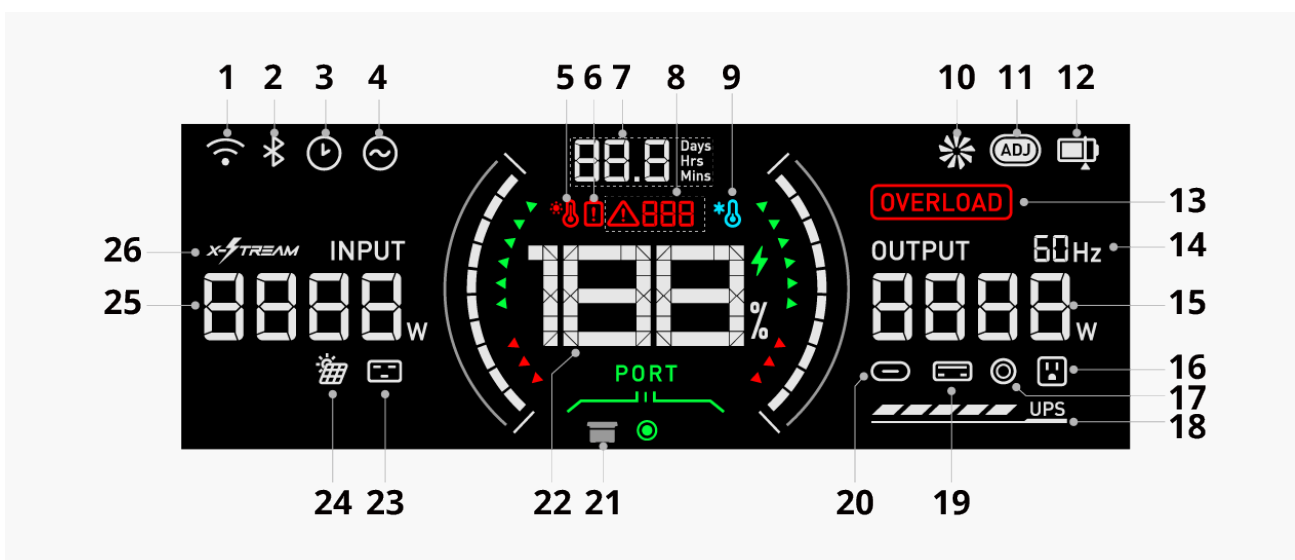 1 2 3 4 5 6 7 8 9 10 11 12
88.8 Days
Hrs
Mins
ADJ
888
OVERLOAD 13
26 X-STREAM INPUT
OUTPUT 60Hz 14
25 8888W
188%
8888W 15
PORT
16
17
UPS 18
24 23 22 21 20 19